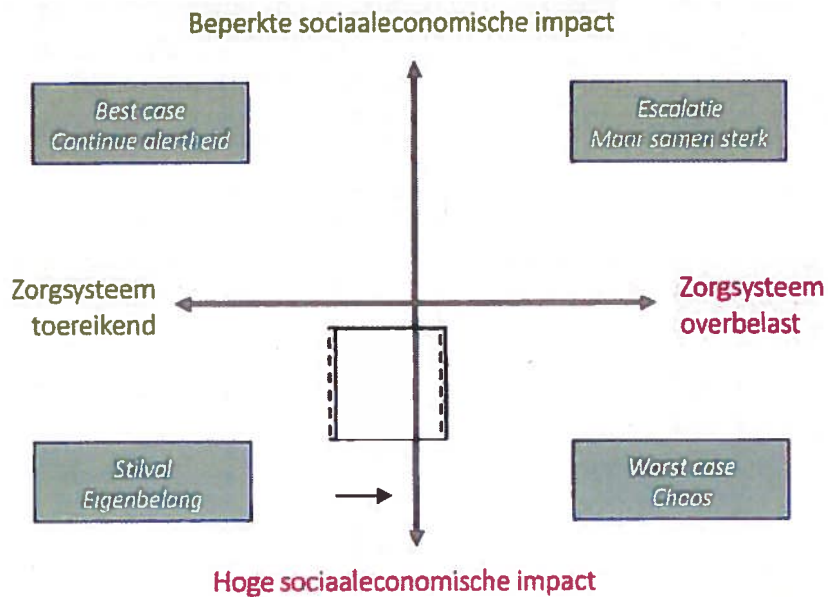 Beperkte sociaaleconomische impact
Best case
Continue alertheid
Escalatie
Maar samen sterk
Zorgsysteem
toereikend
Zorgsysteem
overbelast
Stilval
Eigenbelang
Worst case
Chaos
Hoge sociaaleconomische impact